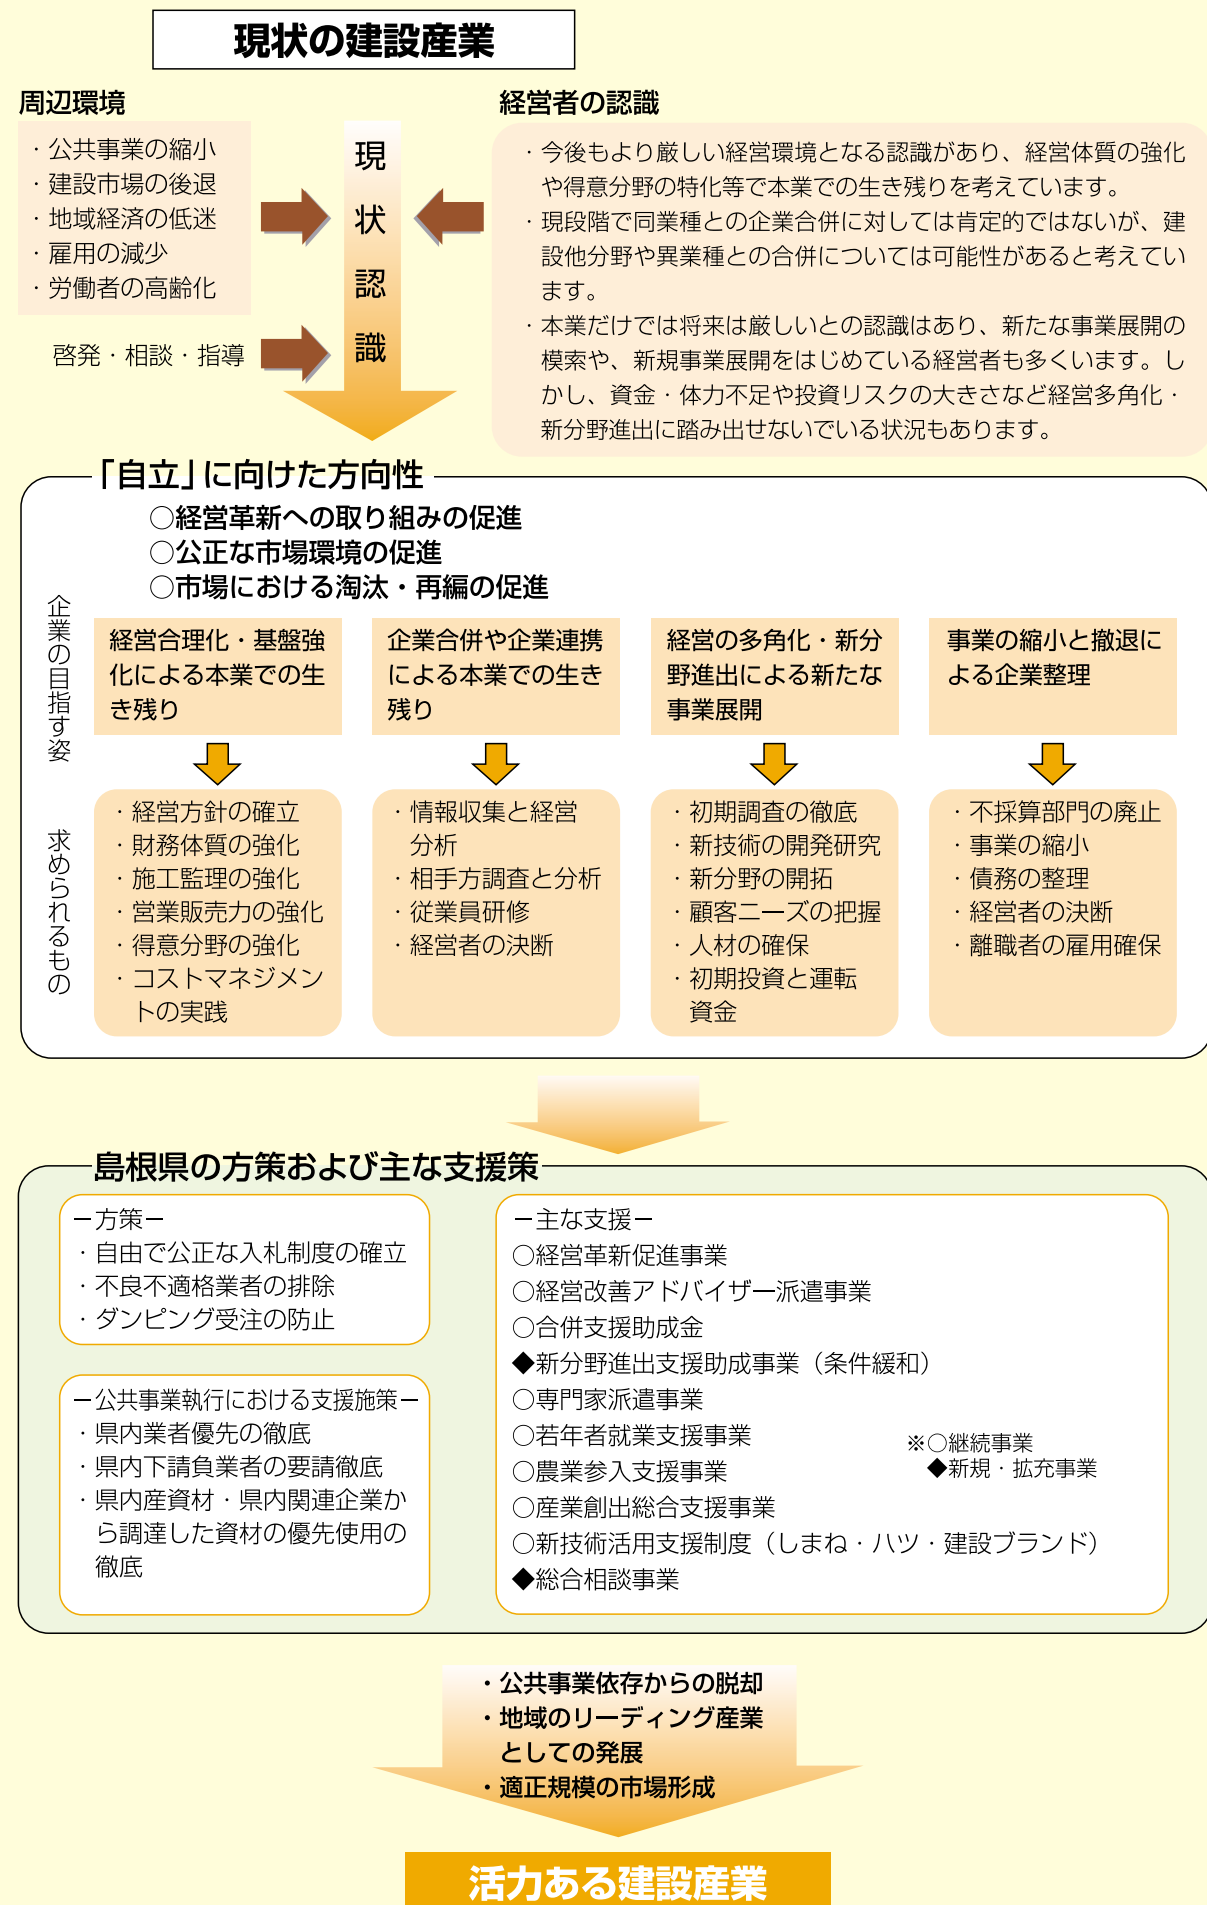 現状の建設産業
周辺環境
・公共事業の縮小
・建設市場の後退
・地域経済の低迷
・雇用の減少
・労働者の高齢化
啓発・相談・指導
現状認識
経営者の認識
・今後もより厳しい経営環境となる認識があり、経営体質の強化
や得意分野の特化等で本業での生き残りを考えています。
・現段階で同業種との企業合併に対しては肯定的ではないが、建
設他分野や異業種との合併については可能性があると考えてい
ます。
・本業だけでは将来は厳しいとの認識はあり、新たな事業展開の
模索や、新規事業展開をはじめている経営者も多くいます。し
かし、資金・体力不足や投資リスクの大きさなど経営多角化・
新分野進出に踏み出せないでいる状況もあります。
「自立」に向けた方向性
○経営革新への取り組みの促進
○公正な市場環境の促進
○市場における淘汰・再編の促進
企業の目指す姿
経営合理化・基盤強
化による本業での生
き残り
企業合併や企業連携
による本業での生き
残り
経営の多角化・新分
野進出による新たな
事業展開
事業の縮小と撤退に
よる企業整理
求められるもの
・経営方針の確立
・財務体質の強化
・施工監理の強化
・営業販売力の強化
・得意分野の強化
・コストマネジメン
トの実践
・情報収集と経営
分析
・相手方調査と分析
・従業員研修
・経営者の決断
・初期調査の徹底
・新技術の開発研究
・新分野の開拓
・顧客ニーズの把握
・人材の確保
・初期投資と運転
資金
・不採算部門の廃止
・事業の縮小
・債務の整理
・経営者の決断
・離職者の雇用確保
島根県の方策および主な支援策
－方策－
・自由で公正な入札制度の確立
・不良不適格業者の排除
・ダンピング受注の防止
－公共事業執行における支援施策－
・県内業者優先の徹底
・県内下請負業者の要請徹底
・県内産資材・県内関連企業か
ら調達した資材の優先使用の
徹底
－主な支援－
○経営革新促進事業
○経営改善アドバイザー派遣事業
○合併支援助成金
◆新分野進出支援助成事業（条件緩和）
○専門家派遣事業
○若年者就業支援事業
○農業参入支援事業
○産業創出総合支援事業
○新技術活用支援制度（しまね・ハツ・建設ブランド）
◆総合相談事業
※○継続事業
◆新規・拡充事業
・公共事業依存からの脱却
・地域のリーディング産業
としての発展
・適正規模の市場形成
活力ある建設産業